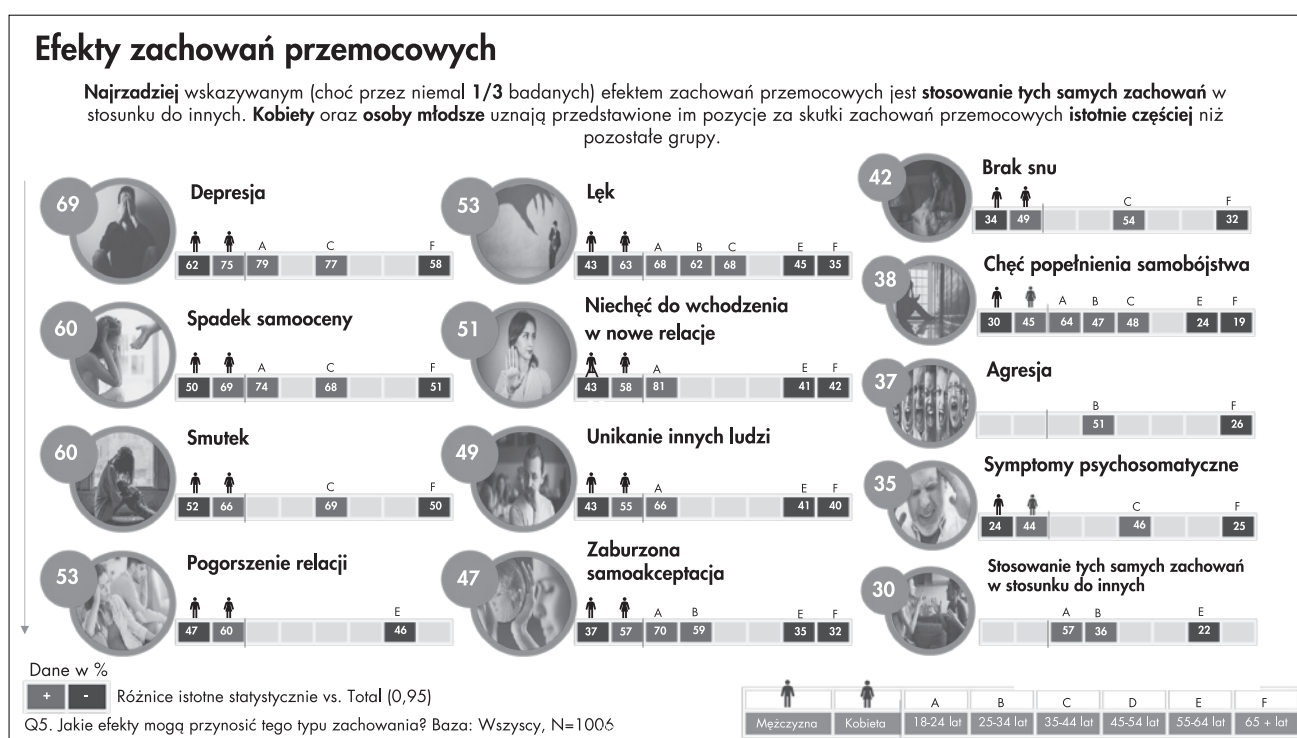 Efekty zachowań przemocowych
Najrzadziej wskazywanym (choć przez niemal 1/3 badanych) efektem zachowań przemocowych jest stosowanie tych samych zachowań w
stosunku do innych. Kobiety oraz osoby młodsze uznają przedstawione im pozycje za skutki zachowań przemocowych istotnie częściej niż
pozostałe grupy.
69
Depresja
A C F
62 75 79 77 58
60
Spadek samooceny
A C F
50 69 74 68 51
60
Smutek
C F
52 66 69 50
53
Pogorszenie relacji
E
47 60 46
53
Lęk
A B C E F
43 63 68 62 68 45 35
51
Niechęć do wchodzenia
w nowe relacje
A E F
43 58 81 41 42
49
Unikanie innych ludzi
A E F
43 55 66 41 40
47
Zaburzona
samoakceptacja
A B E F
37 57 70 59 35 32
42
Brak snu
C F
34 49 54 32
38
Chęć popełnienia samobójstwa
A B C E F
30 45 64 47 48 24 19
37
Agresja
B F
51 26
35
Symptomy psychosomatyczne
C F
24 44 46 25
30
Stosowanie tych samych zachowań
w stosunku do innych
A B E
57 36 22
Dane w %
+ - Różnice istotne statystycznie vs. Total (0,95)
Q5. Jakie efekty mogą przynosić tego typu zachowania? Baza: Wszyscy, N=1006
A B C D E F
Mężczyzna Kobieta 18-24 lat 25-34 lat 35-44 lat 45-54 lat 55-64 lat 65 + lat